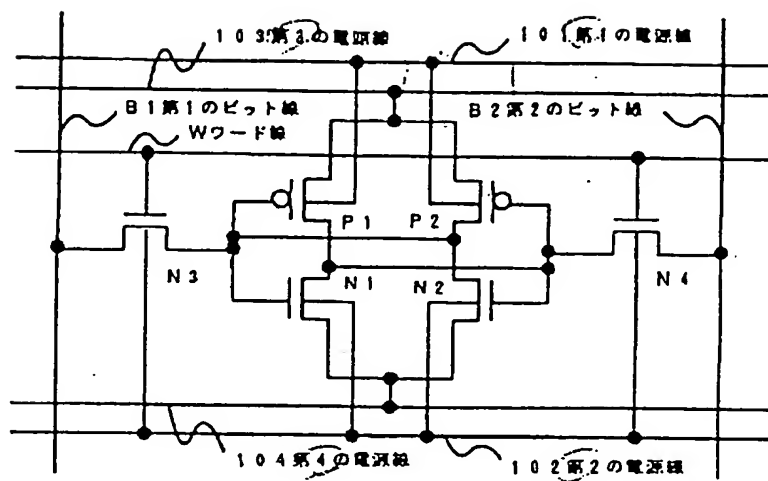 103第3の電源線
101第1の電源線
B1第1のビット線
B2第2のビット線
Wワード線
P1
P2
N3
N1
N2
N4
104第4の電源線
102第2の電源線